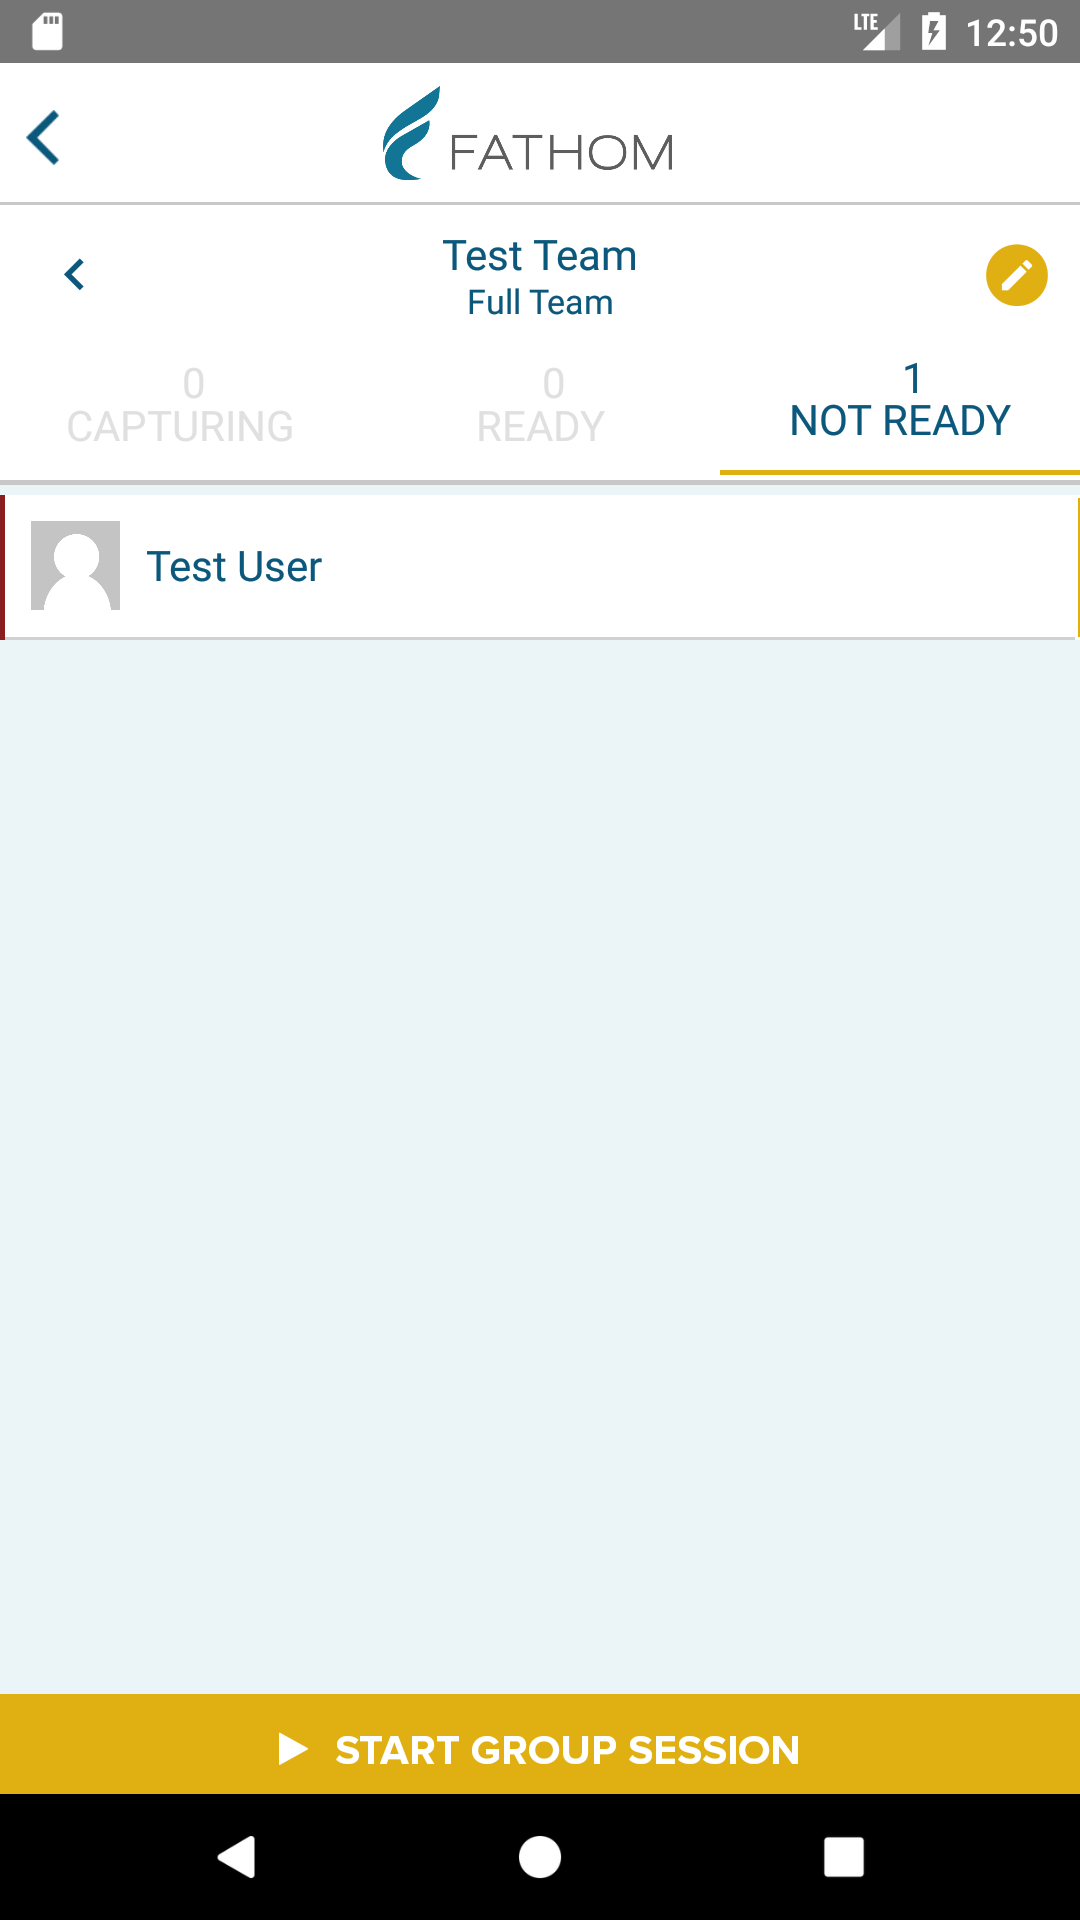 LTE 12:50
FATHOM
Test Team
Full Team
0 0 1
CAPTURING READY NOT READY
Test User
START GROUP SESSION